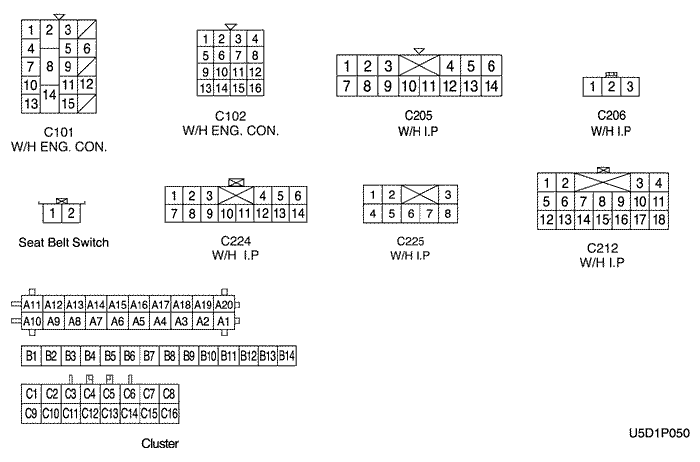 1 2 3
4 5 6
7 8 9
10 11 12
13 14 15
C101
W/H ENG. CON.
1 2 3 4
5 6 7 8
9 10 11 12
13 14 15 16
C102
W/H ENG. CON.
1 2 3 4 5 6
7 8 9 10 11 12 13 14
C205
W/H I.P
1 2 3
C206
W/H I.P
1 2
Seat Belt Switch
1 2 3 4 5 6
7 8 9 10 11 12 13 14
C224
W/H I.P
1 2 3
4 5 6 7 8
C225
W/H I.P
1 2 3 4
5 6 7 8 9 10 11
12 13 14 15 16 17 18
C212
W/H I.P
A11 A12 A13 A14 A15 A16 A17 A18 A19 A20
A10 A9 A8 A7 A6 A5 A4 A3 A2 A1
B1 B2 B3 B4 B5 B6 B7 B8 B9 B10 B11 B12 B13 B14
C1 C2 C3 C4 C5 C6 C7 C8
C9 C10 C11 C12 C13 C14 C15 C16
Cluster
U5D1P050